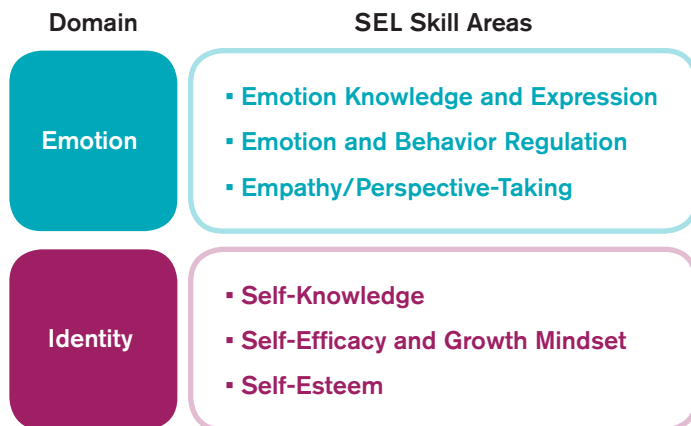 Domain SEL Skill Areas
Emotion
▪ Emotion Knowledge and Expression
▪ Emotion and Behavior Regulation
▪ Empathy/Perspective-Taking
Identity
▪ Self-Knowledge
▪ Self-Efficacy and Growth Mindset
▪ Self-Esteem